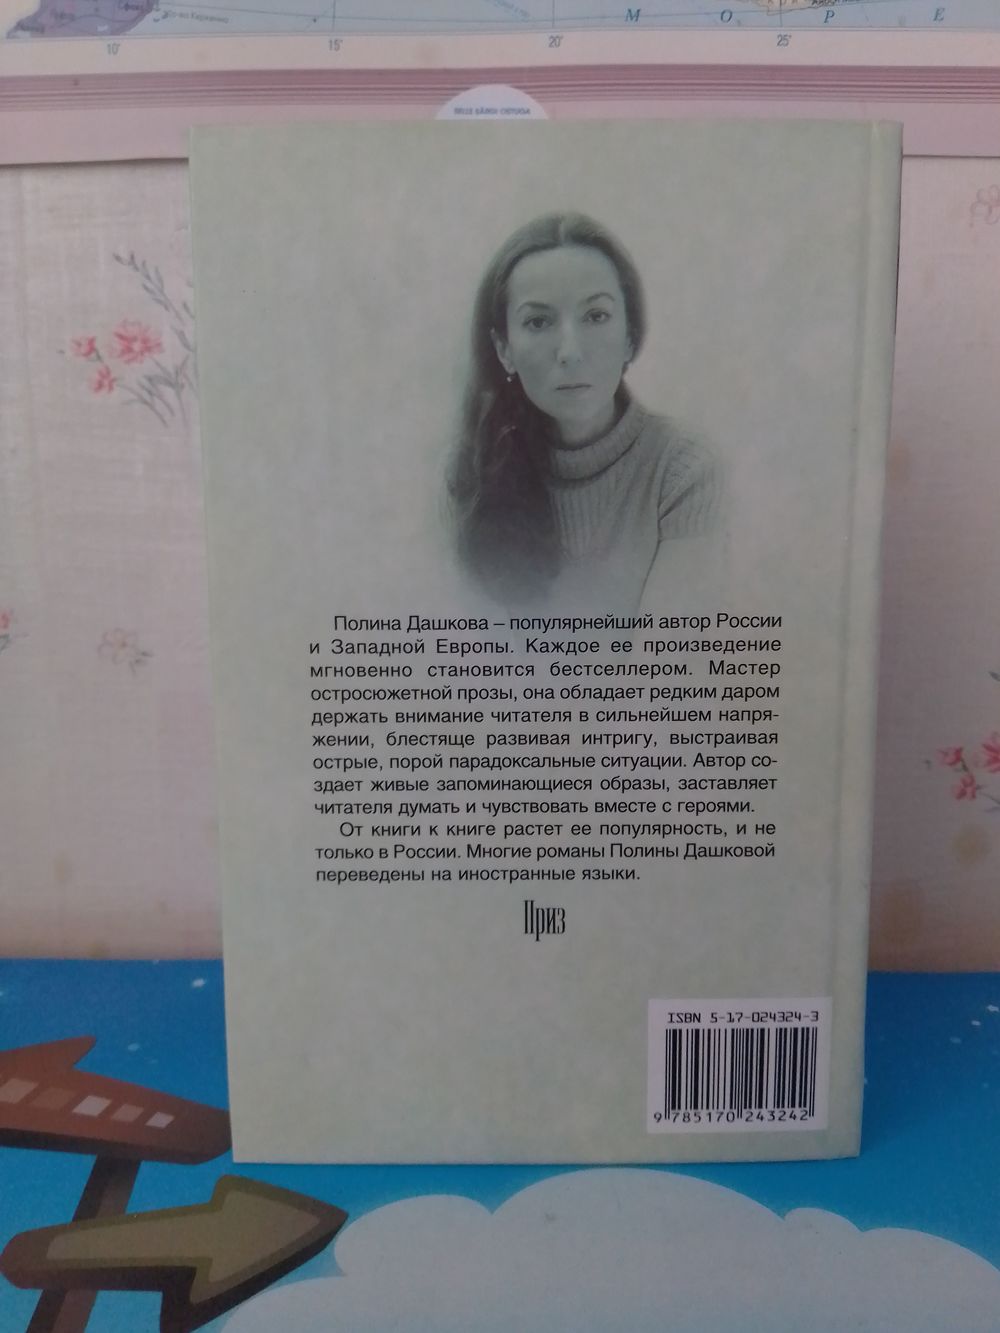 М О Р Е
10° 15° 20° 25°
Полина Дашкова – популярнейший автор России
и Западной Европы. Каждое ее произведение
мгновенно становится бестселлером. Мастер
остросюжетной прозы, она обладает редким даром
держать внимание читателя в сильнейшем напря-
жении, блестяще развивая интригу, выстраивая
острые, порой парадоксальные ситуации. Автор со-
здает живые запоминающиеся образы, заставляет
читателя думать и чувствовать вместе с героями.
От книги к книге растет ее популярность, и не
только в России. Многие романы Полины Дашковой
переведены на иностранные языки.
Приз
ISBN 5-17-024324-3
9 785170 243242